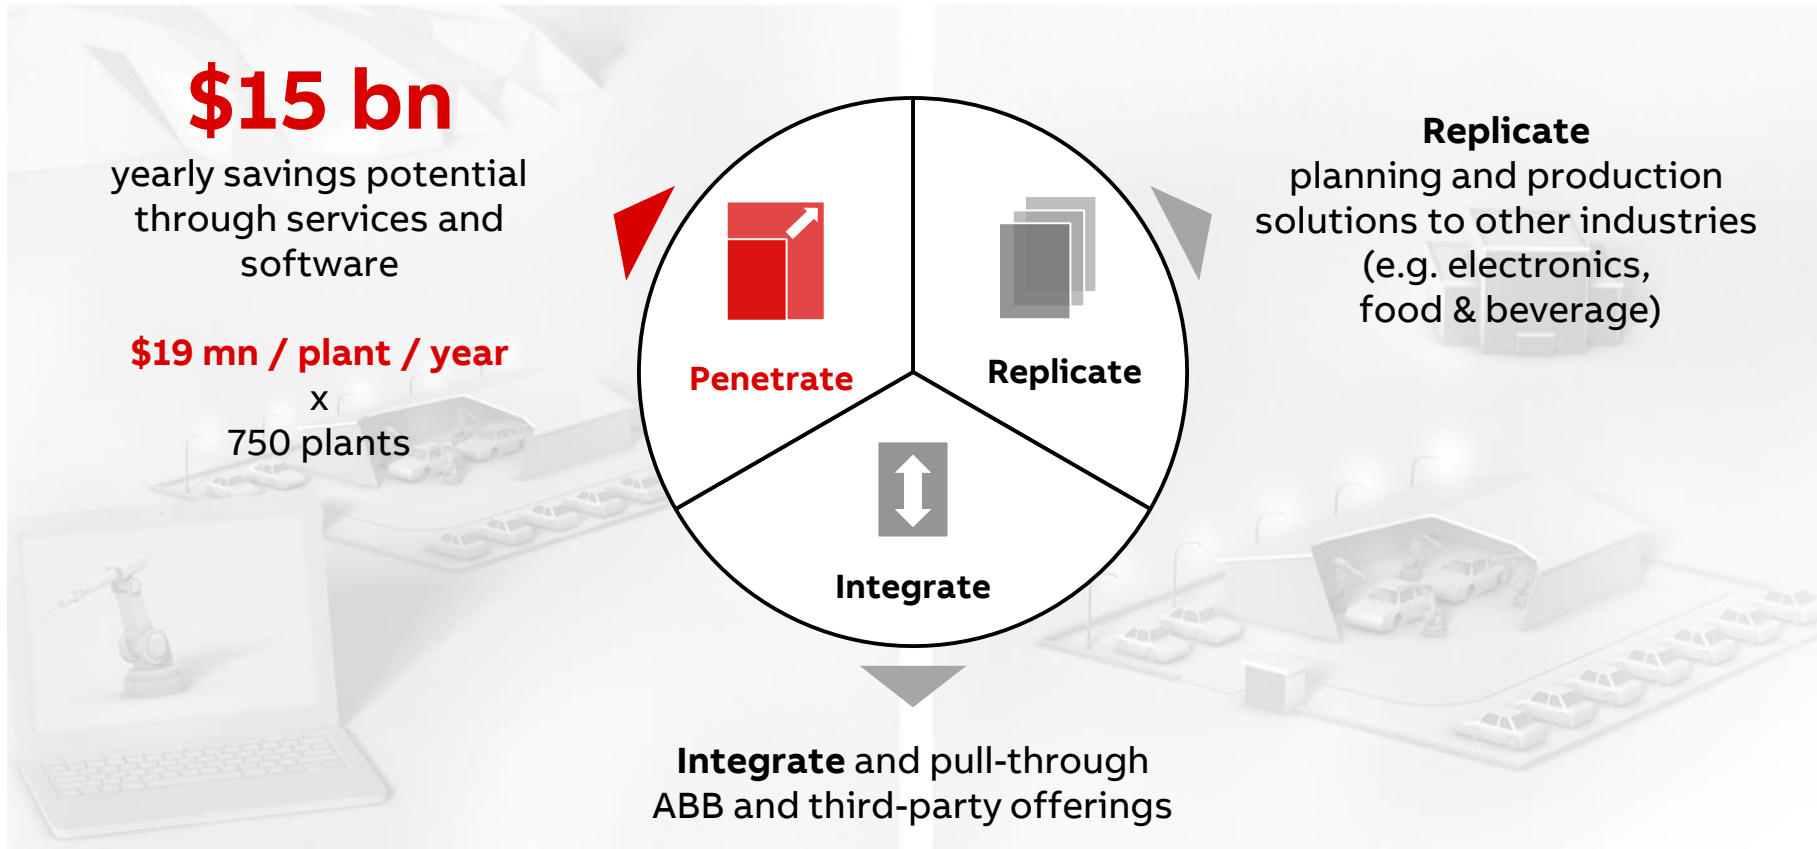 $15 bn
yearly savings potential
through services and
software
$19 mn / plant / year
x
750 plants
Penetrate
Replicate
Integrate
Replicate
planning and production
solutions to other industries
(e.g. electronics,
food & beverage)
Integrate and pull-through
ABB and third-party offerings